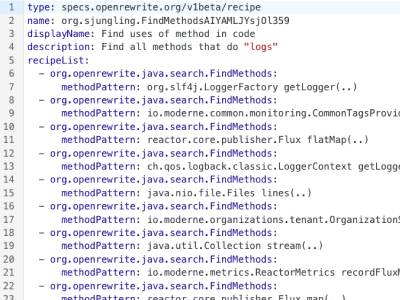 1 type: specs.openrewrite.org/v1beta/recipe
2 name: org.sjungling.FindMethodsAIYAMLJYsjOl359
3 displayName: Find uses of method in code
4 description: Find all methods that do "logs"
5 recipeList:
6 - org.openrewrite.java.search.FindMethods:
7 methodPattern: org.slf4j.LoggerFactory getLogger(..)
8 - org.openrewrite.java.search.FindMethods:
9 methodPattern: io.moderne.common.monitoring.CommonTagsProvid
10 - org.openrewrite.java.search.FindMethods:
11 methodPattern: reactor.core.publisher.Flux flatMap(..)
12 - org.openrewrite.java.search.FindMethods:
13 methodPattern: ch.qos.logback.classic.LoggerContext getLogge
14 - org.openrewrite.java.search.FindMethods:
15 methodPattern: java.nio.file.Files lines(..)
16 - org.openrewrite.java.search.FindMethods:
17 methodPattern: io.moderne.organizations.tenant.OrganizationS
18 - org.openrewrite.java.search.FindMethods:
19 methodPattern: java.util.Collection stream(..)
20 - org.openrewrite.java.search.FindMethods:
21 methodPattern: io.moderne.metrics.ReactorMetrics recordFluxM
22 - org.openrewrite.java.search.FindMethods:
23 methodPattern: reactor.core.publisher.Flux map(..)